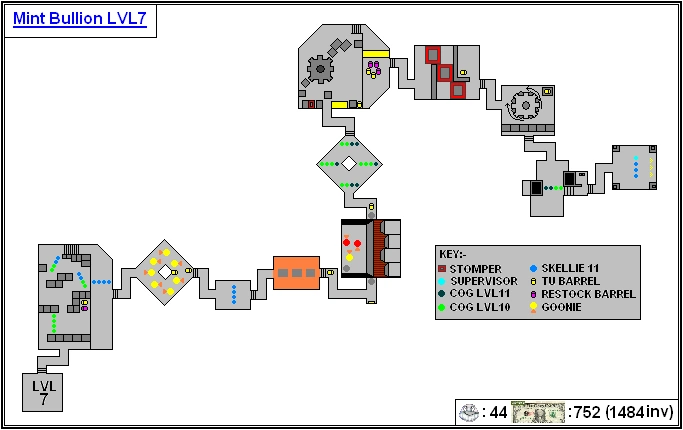 Mint Bullion LVL7
LVL
7
KEY:-
STOMPER
SUPERVISOR
COG LVL11
COG LVL10
SKELLIE 11
TU BARREL
RESTOCK BARREL
GOONIE
: 44 :752 (1484inv)